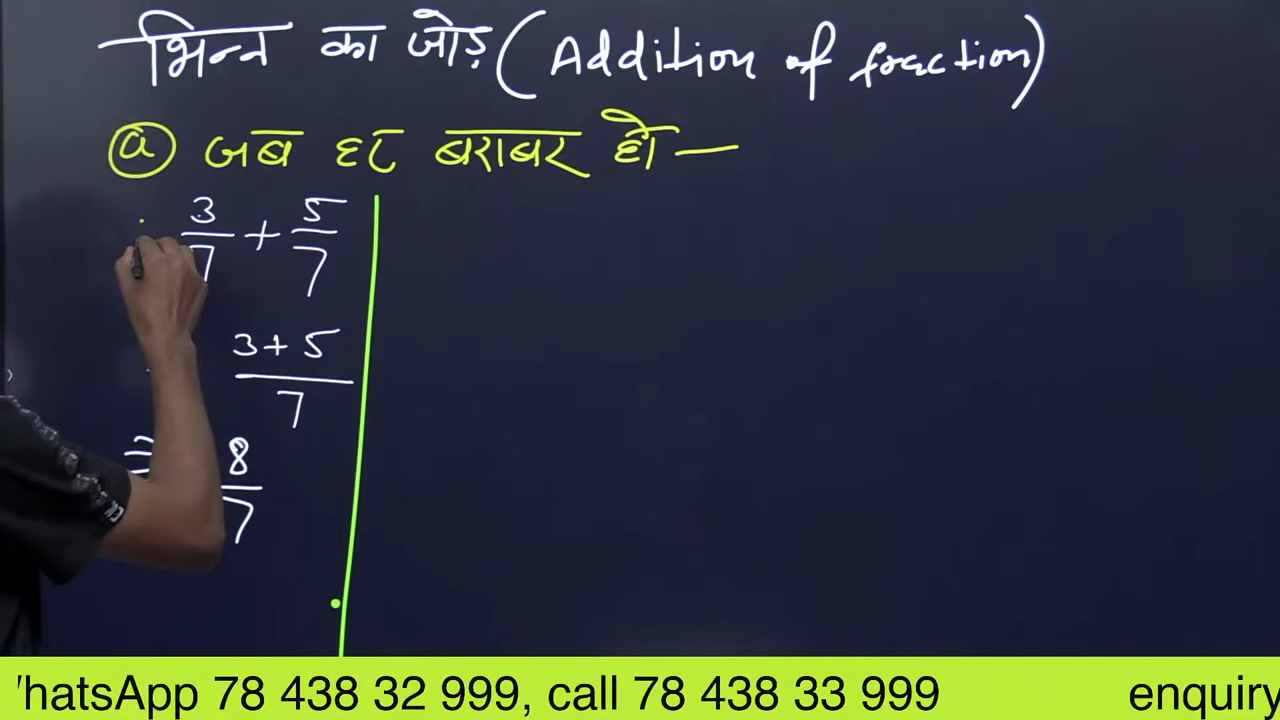 भिन्न का जोड़ (Addition of fraction)
(a) जब हर बराबर हो —
3/7 + 5/7
3+5/7
= 8/7
hatsApp 78 438 32 999, call 78 438 33 999 enquiry